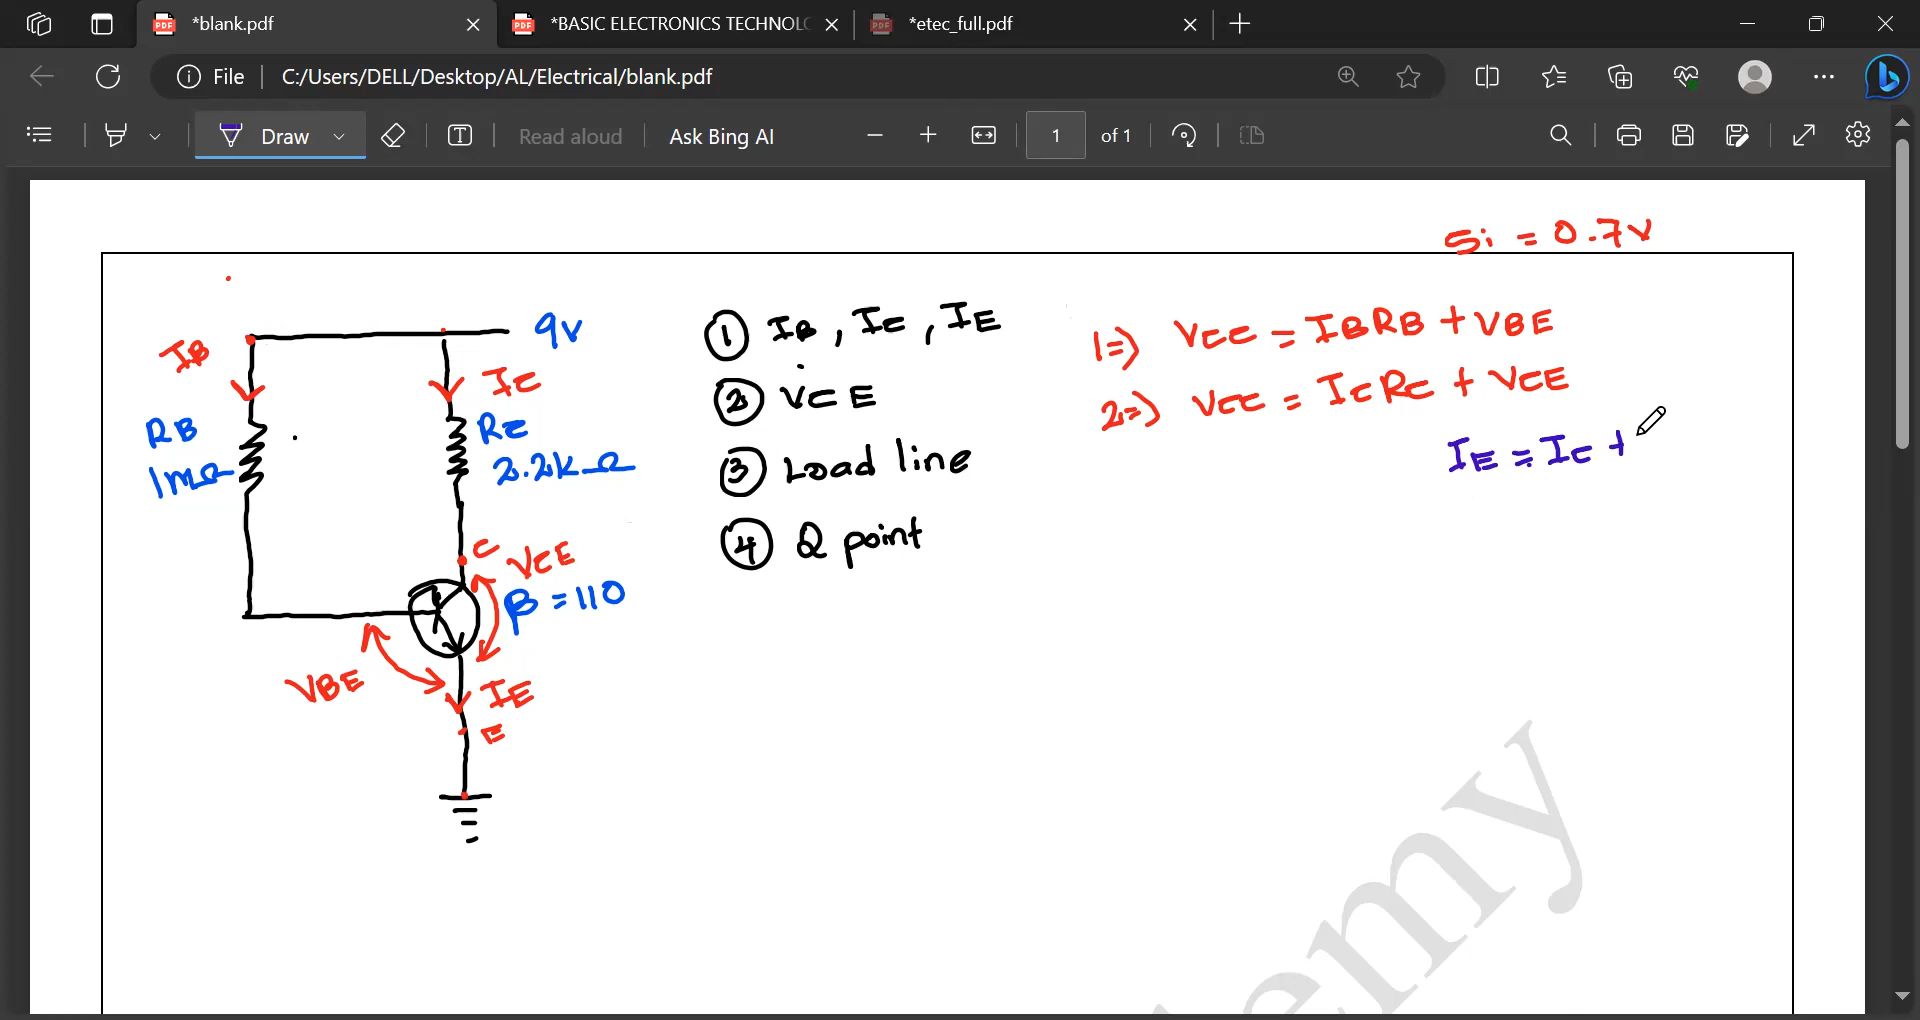 *blank.pdf
*BASIC ELECTRONICS TECHNOLO
*etec_full.pdf
File
C:/Users/DELL/Desktop/AL/Electrical/blank.pdf
Draw
Read aloud
Ask Bing AI
1
of 1
Si = 0.7V
9V
IB
IC
RB
1MΩ
RC
2.2kΩ
C
VCE
β = 110
VBE
IE
E
① IB, IC, IE
② VCE
③ Load line
④ Q point
1⇒) VCC = IBRB + VBE
2⇒) VCC = ICRC + VCE
IE = IC +
emy